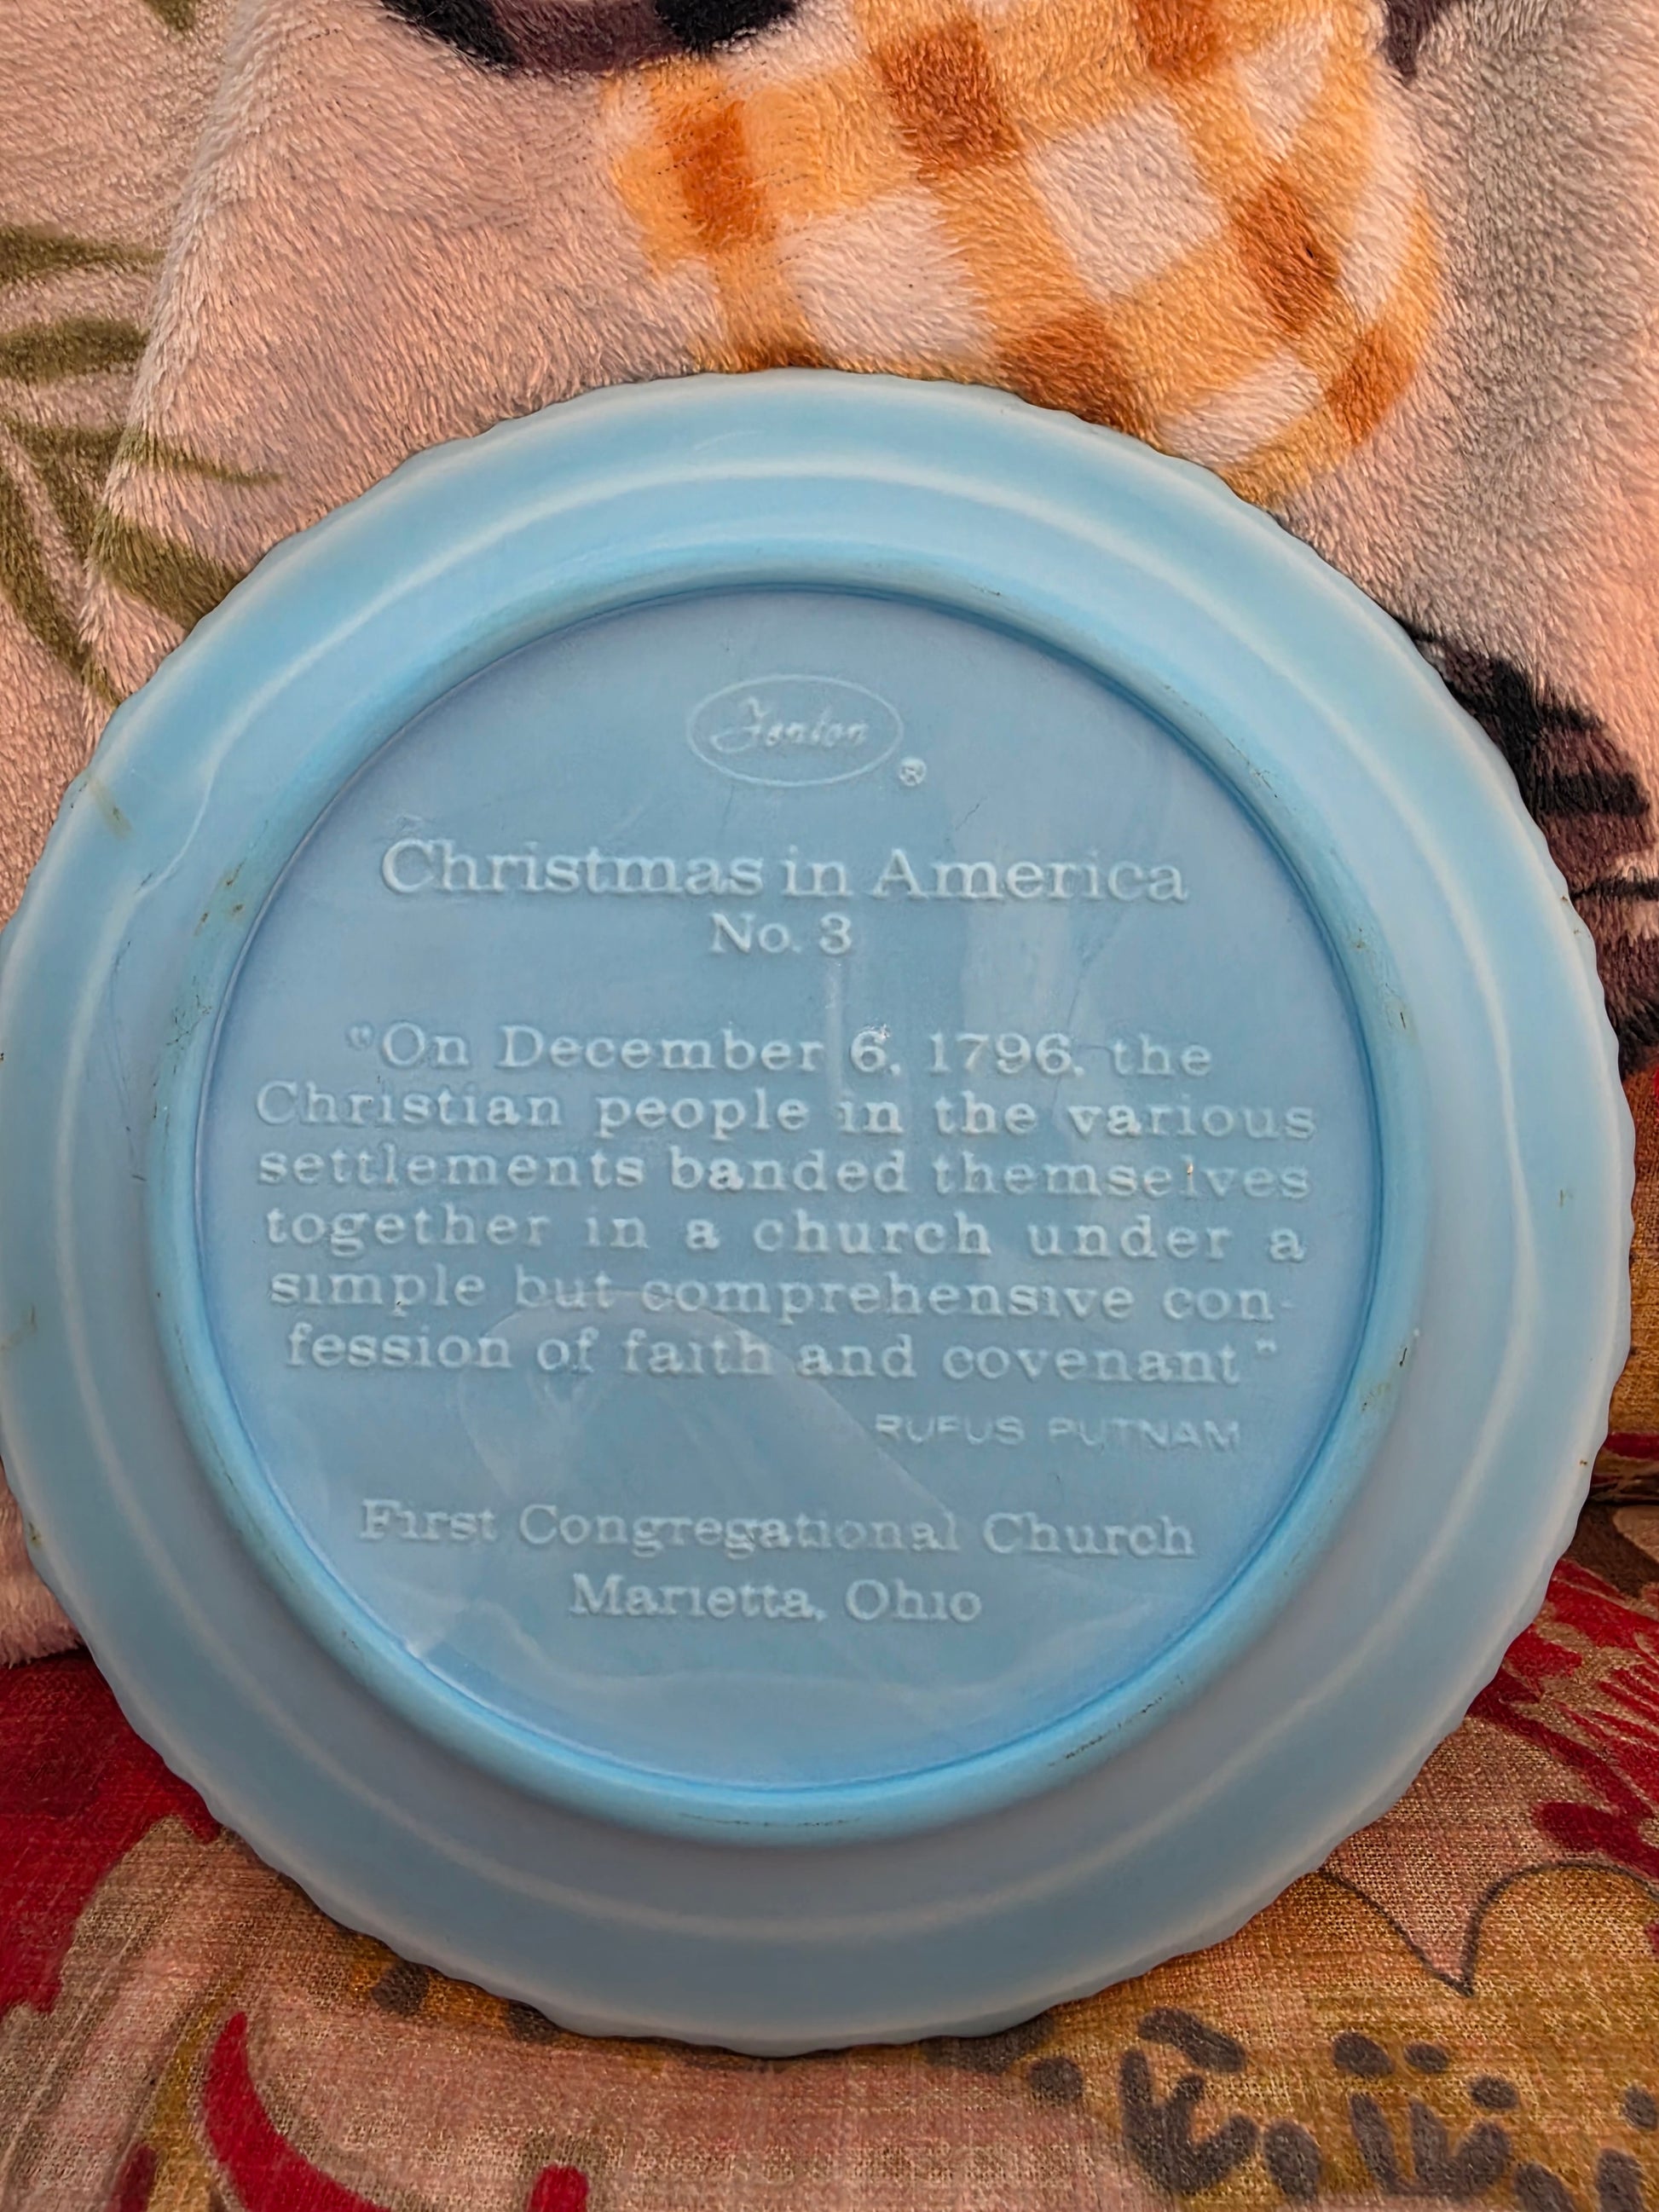 Fenton
®
Christmas in America
No. 3
"On December 6, 1796, the
Christian people in the various
settlements banded themselves
together in a church under a
simple but comprehensive con-
fession of faith and covenant"
RUFUS PUTNAM
First Congregational Church
Marietta, Ohio